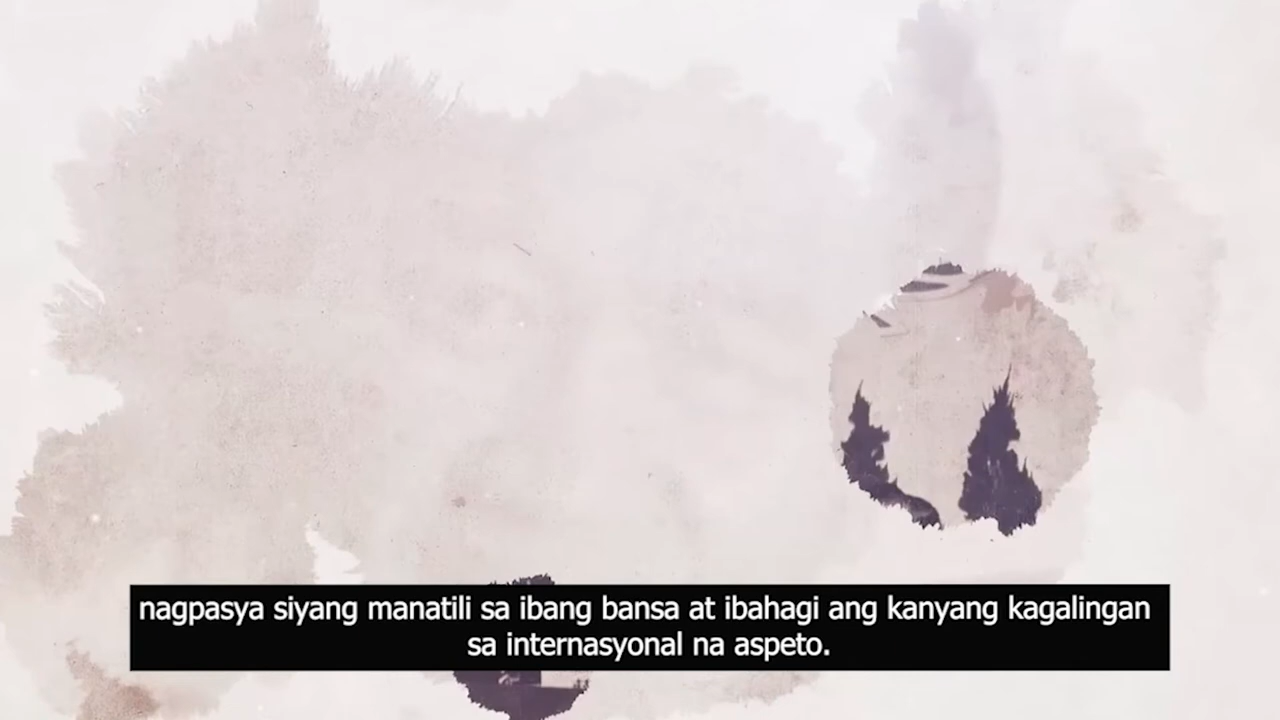 nagpasya siyang manatili sa ibang bansa at ibahagi ang kanyang kagalingan
sa internasyonal na aspeto.